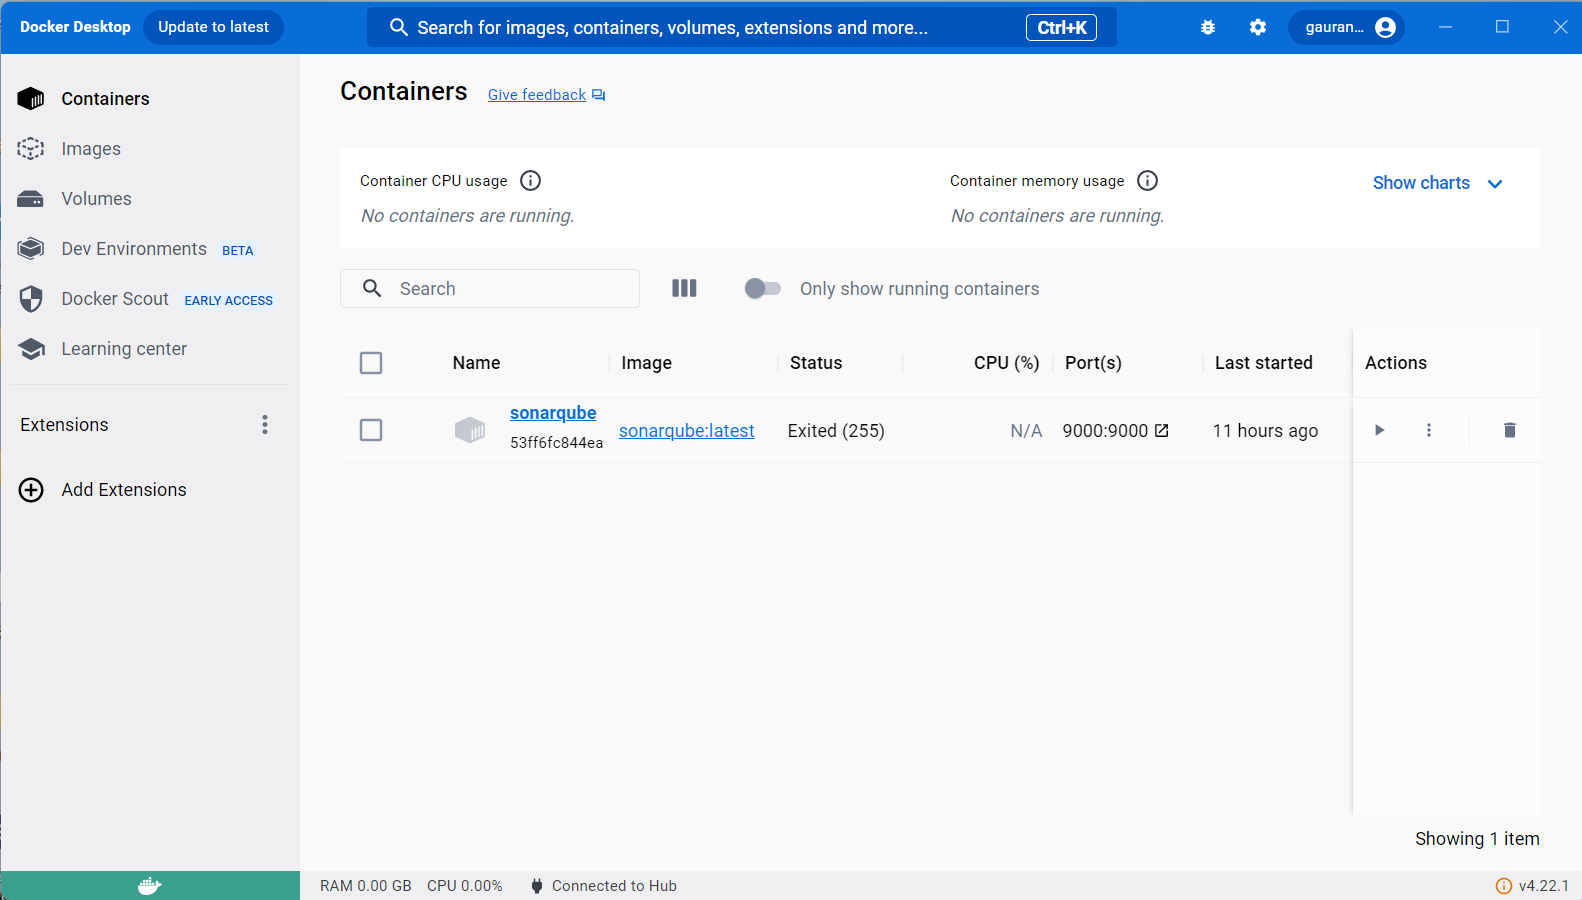 Docker Desktop Update to latest Search for images, containers, volumes, extensions and more... Ctrl+K gauran...
Containers
Images
Volumes
Dev Environments BETA
Docker Scout EARLY ACCESS
Learning center
Extensions
Add Extensions
Containers Give feedback
Container CPU usage
No containers are running.
Container memory usage
No containers are running.
Show charts
Search Only show running containers
Name Image Status CPU (%) Port(s) Last started Actions
sonarqube
53ff6fc844ea
sonarqube:latest Exited (255) N/A 9000:9000 11 hours ago
Showing 1 item
RAM 0.00 GB CPU 0.00% Connected to Hub v4.22.1